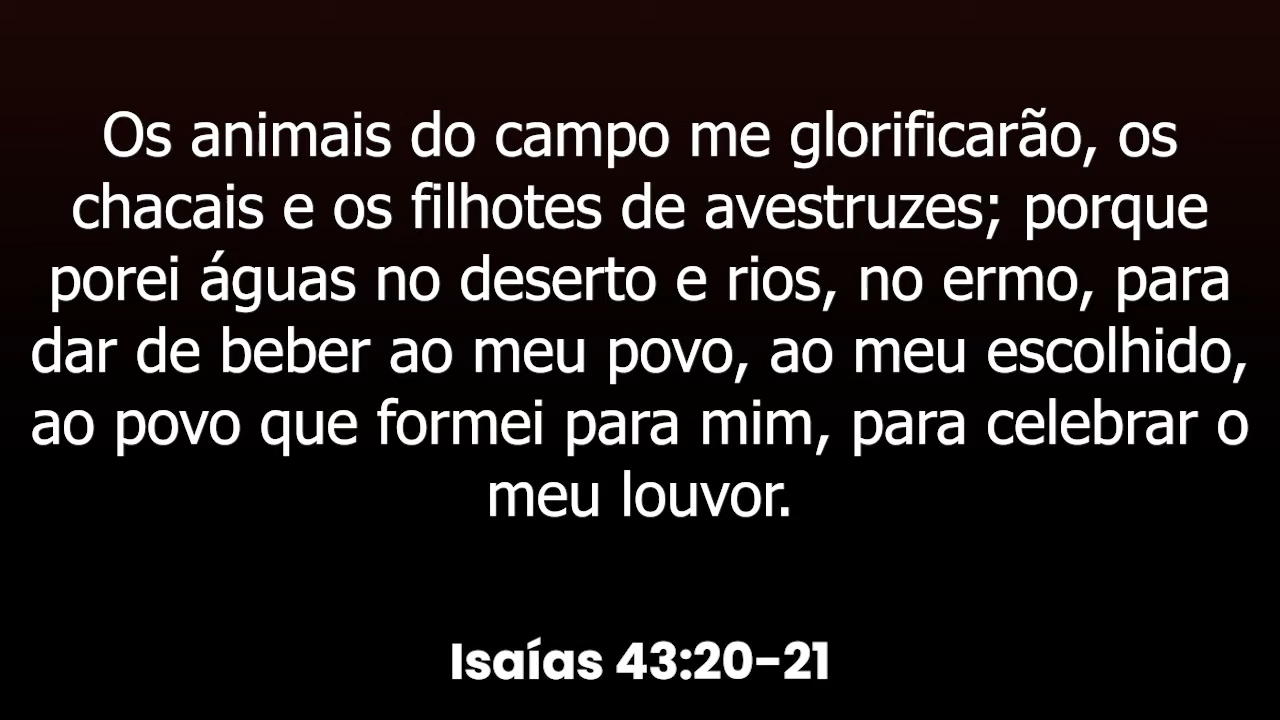 Os animais do campo me glorificarão, os
chacais e os filhotes de avestruzes; porque
porei águas no deserto e rios, no ermo, para
dar de beber ao meu povo, ao meu escolhido,
ao povo que formei para mim, para celebrar o
meu louvor.
Isaías 43:20-21